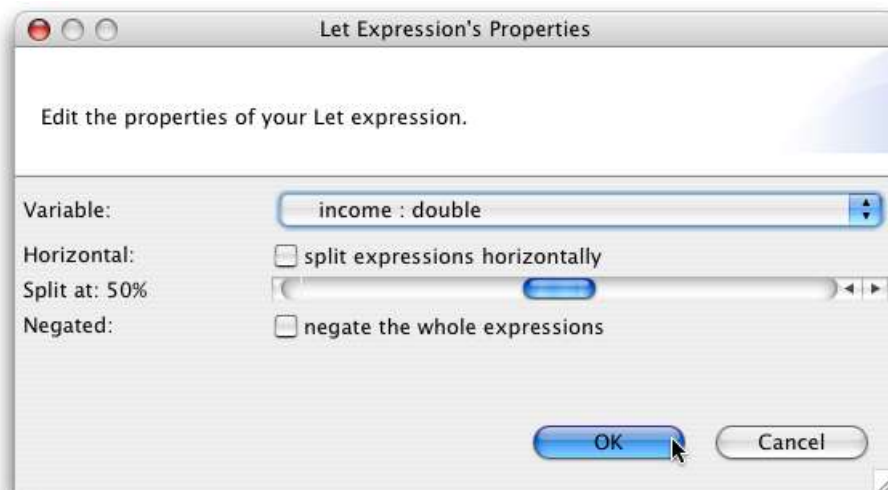 Let Expression's Properties
Edit the properties of your Let expression.
Variable: income : double
Horizontal: split expressions horizontally
Split at: 50%
Negated: negate the whole expressions
OK Cancel